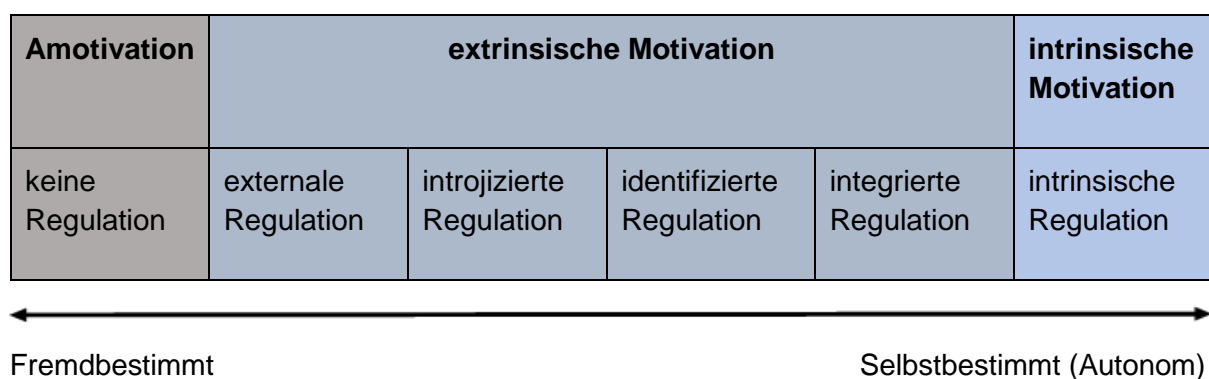 Amotivation
extrinsische Motivation
intrinsische
Motivation
keine
Regulation
externale
Regulation
introjizierte
Regulation
identifizierte
Regulation
integrierte
Regulation
intrinsische
Regulation
Fremdbestimmt
Selbstbestimmt (Autonom)